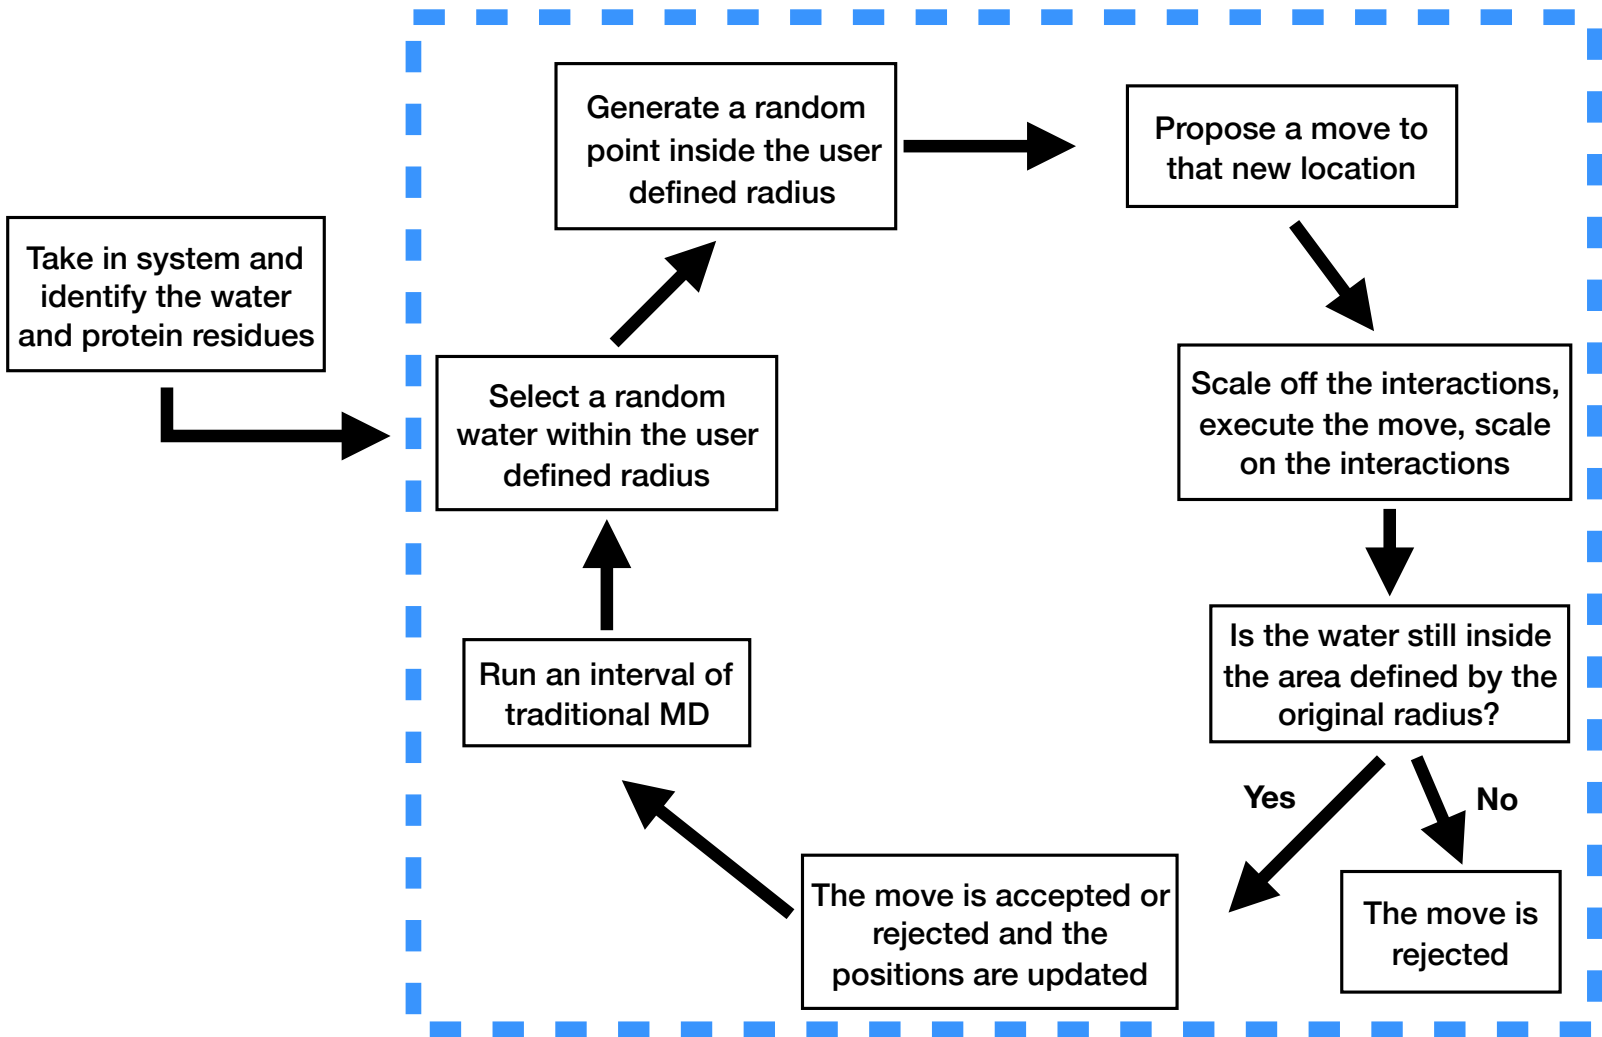 Take in system and
identify the water
and protein residues
Generate a random
point inside the user
defined radius
Propose a move to
that new location
Select a random
water within the user
defined radius
Scale off the interactions,
execute the move, scale
on the interactions
Run an interval of
traditional MD
Is the water still inside
the area defined by the
original radius?
Yes
No
The move is accepted or
rejected and the
positions are updated
The move is
rejected